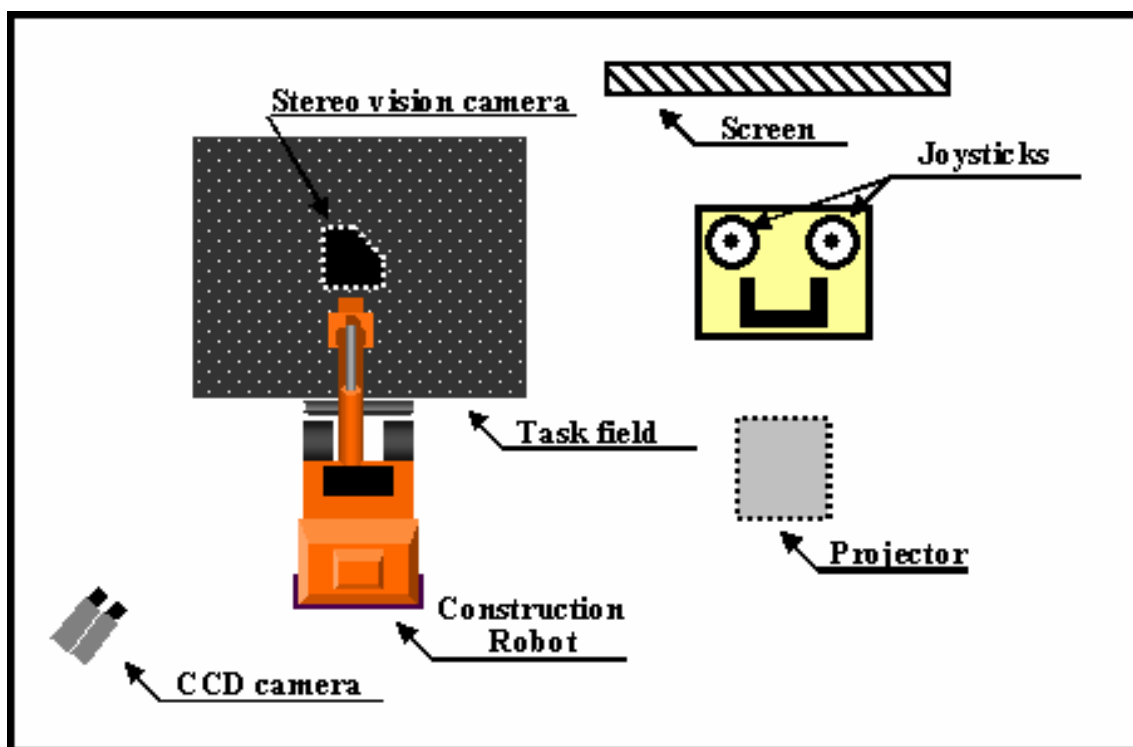 Stereo vision camera
Screen
Joysticks
Task field
Projector
Construction
Robot
CCD camera